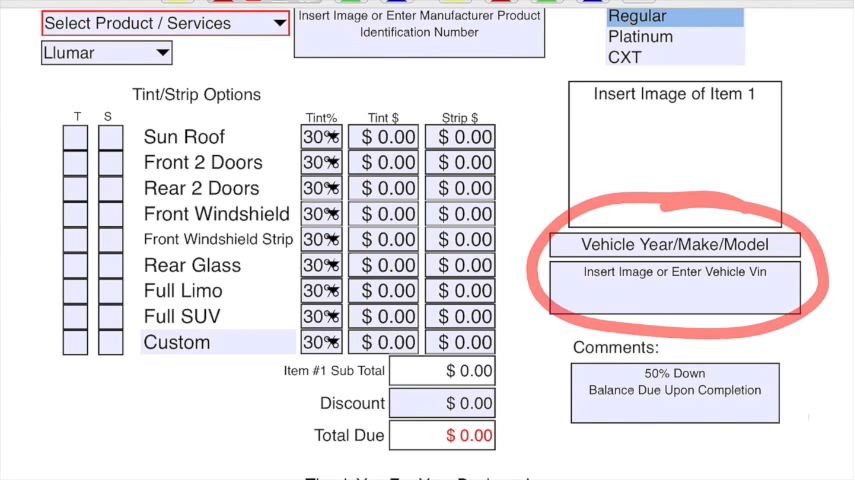 Select Product / Services
Insert Image or Enter Manufacturer Product
Identification Number
Regular
Platinum
CXT
Llumar
Tint/Strip Options
Insert Image of Item 1
T S Tint% Tint $ Strip $
Sun Roof 30% $ 0.00 $ 0.00
Front 2 Doors 30% $ 0.00 $ 0.00
Rear 2 Doors 30% $ 0.00 $ 0.00
Front Windshield 30% $ 0.00 $ 0.00
Front Windshield Strip 30% $ 0.00 $ 0.00
Rear Glass 30% $ 0.00 $ 0.00
Full Limo 30% $ 0.00 $ 0.00
Full SUV 30% $ 0.00 $ 0.00
Custom 30% $ 0.00 $ 0.00
Item #1 Sub Total $ 0.00
Discount $ 0.00
Total Due $ 0.00
Vehicle Year/Make/Model
Insert Image or Enter Vehicle Vin
Comments:
50% Down
Balance Due Upon Completion